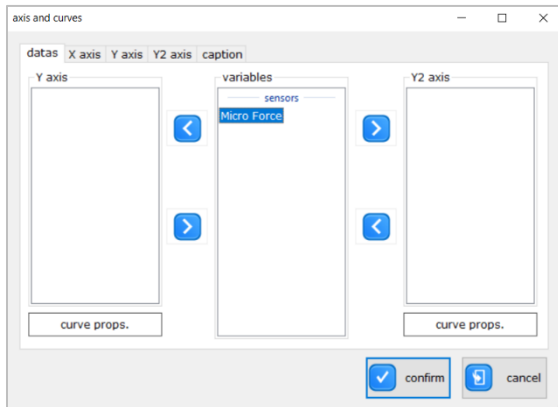 axis and curves
datas X axis Y axis Y2 axis caption
Y axis
variables
Y2 axis
sensors
Micro Force
curve props.
curve props.
confirm
cancel